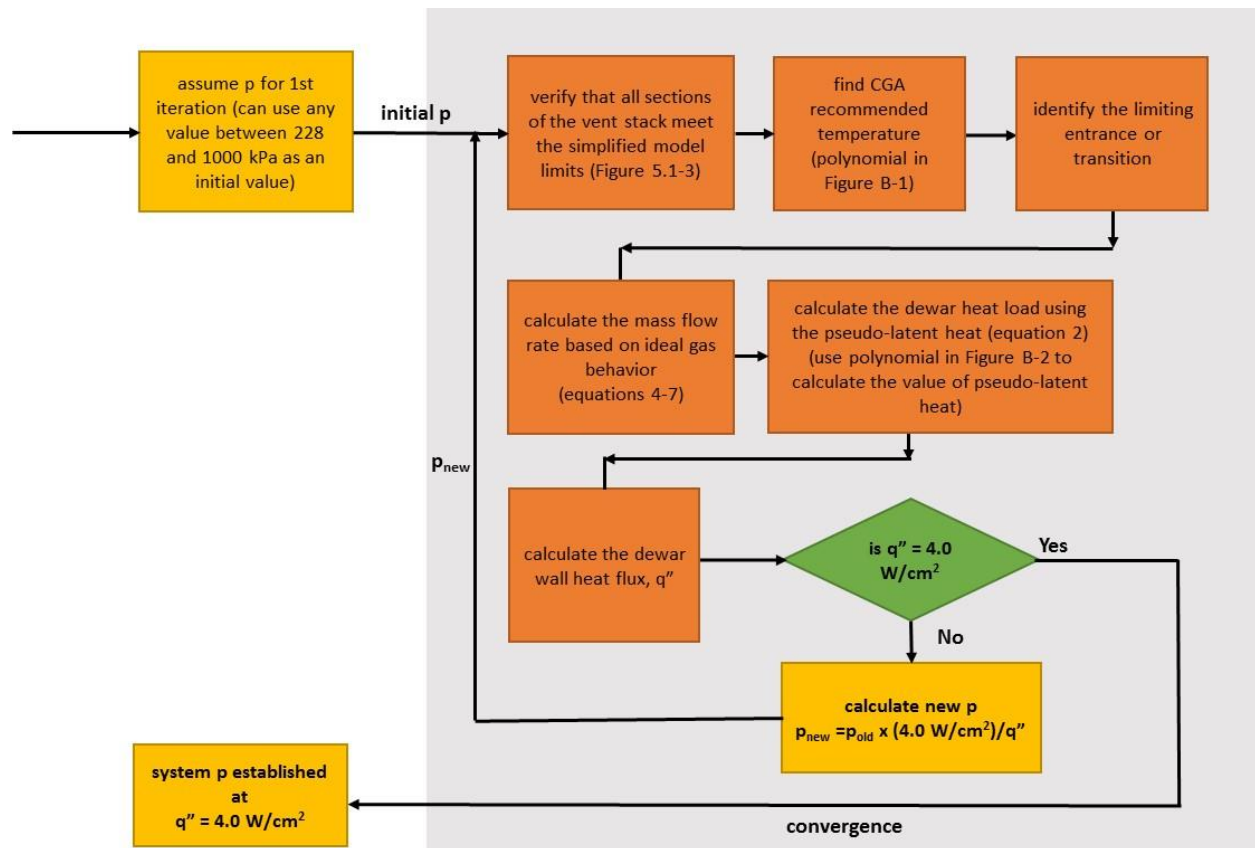 assume p for 1st
iteration (can use any
value between 228
and 1000 kPa as an
initial value)
initial p
verify that all sections
of the vent stack meet
the simplified model
limits (Figure 5.1-3)
find CGA
recommended
temperature
(polynomial in
Figure B-1)
identify the limiting
entrance or
transition
calculate the mass flow
rate based on ideal gas
behavior
(equations 4-7)
calculate the dewar heat load using
the pseudo-latent heat (equation 2)
(use polynomial in Figure B-2 to
calculate the value of pseudo-latent
heat)
pnew
calculate the dewar
wall heat flux, q”
is q” = 4.0
W/cm²
Yes
No
calculate new p
pnew =pold x (4.0 W/cm²)/q”
system p established
at
q” = 4.0 W/cm²
convergence